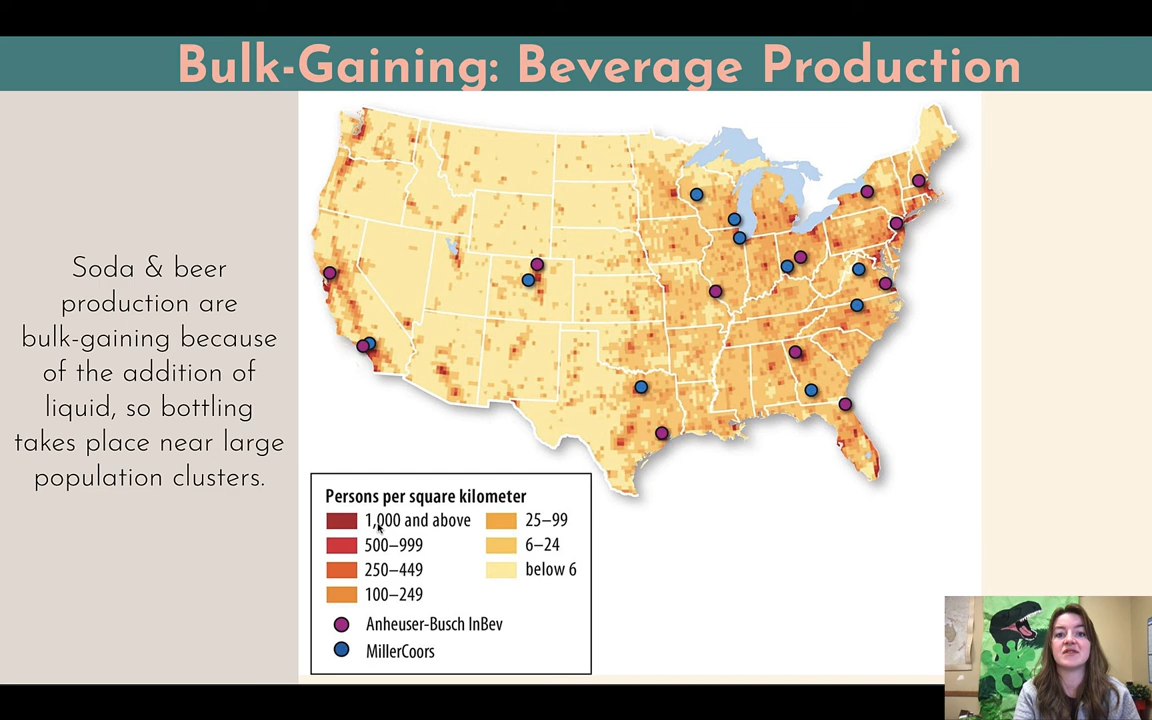 Bulk-Gaining: Beverage Production
Soda & beer
production are
bulk-gaining because
of the addition of
liquid, so bottling
takes place near large
population clusters.
Persons per square kilometer
1,000 and above
500–999
250–449
100–249
25–99
6–24
below 6
Anheuser-Busch InBev
MillerCoors